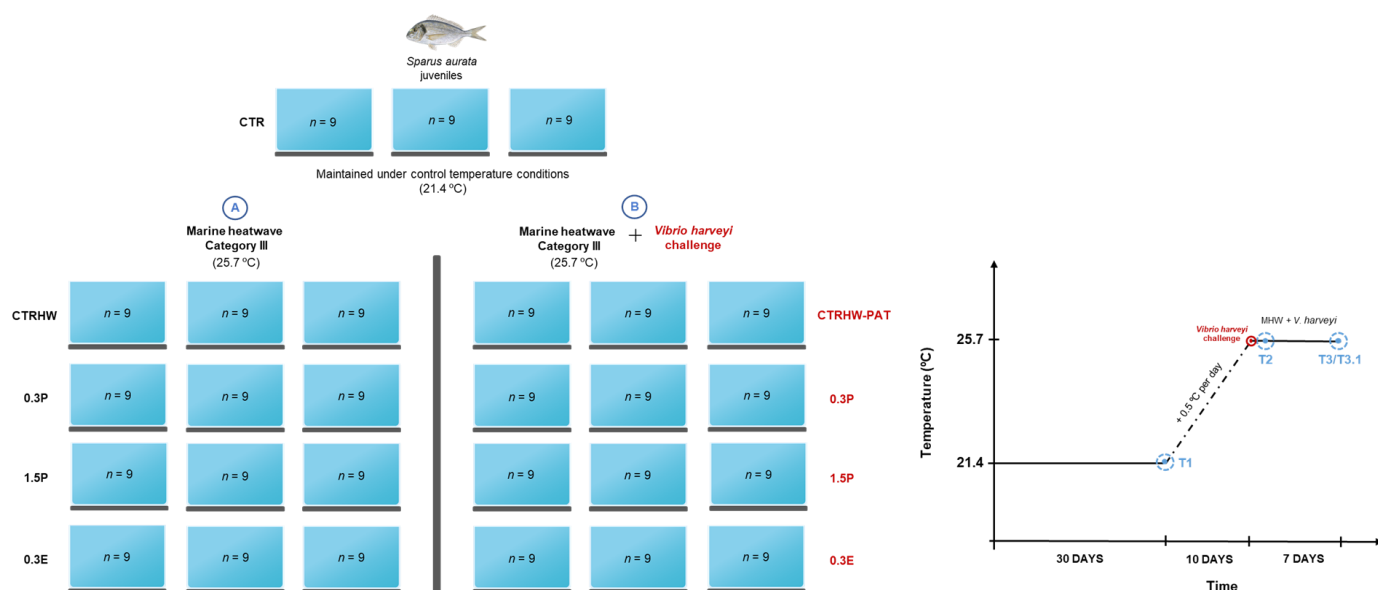 Sparus aurata
juveniles
CTR
n = 9 n = 9 n = 9
Maintained under control temperature conditions
(21.4 ºC)
A
Marine heatwave
Category III
(25.7 ºC)
CTRHW n = 9 n = 9 n = 9
0.3P n = 9 n = 9 n = 9
1.5P n = 9 n = 9 n = 9
0.3E n = 9 n = 9 n = 9
B
Marine heatwave + Vibrio harveyi
Category III challenge
(25.7 ºC)
n = 9 n = 9 n = 9 CTRHW-PAT
n = 9 n = 9 n = 9 0.3P
n = 9 n = 9 n = 9 1.5P
n = 9 n = 9 n = 9 0.3E
Temperature (ºC)
25.7
21.4
Vibrio harveyi
challenge
MHW + V. harveyi
T2 T3/T3.1
+ 0.5 ºC per day
T1
30 DAYS 10 DAYS 7 DAYS
Time